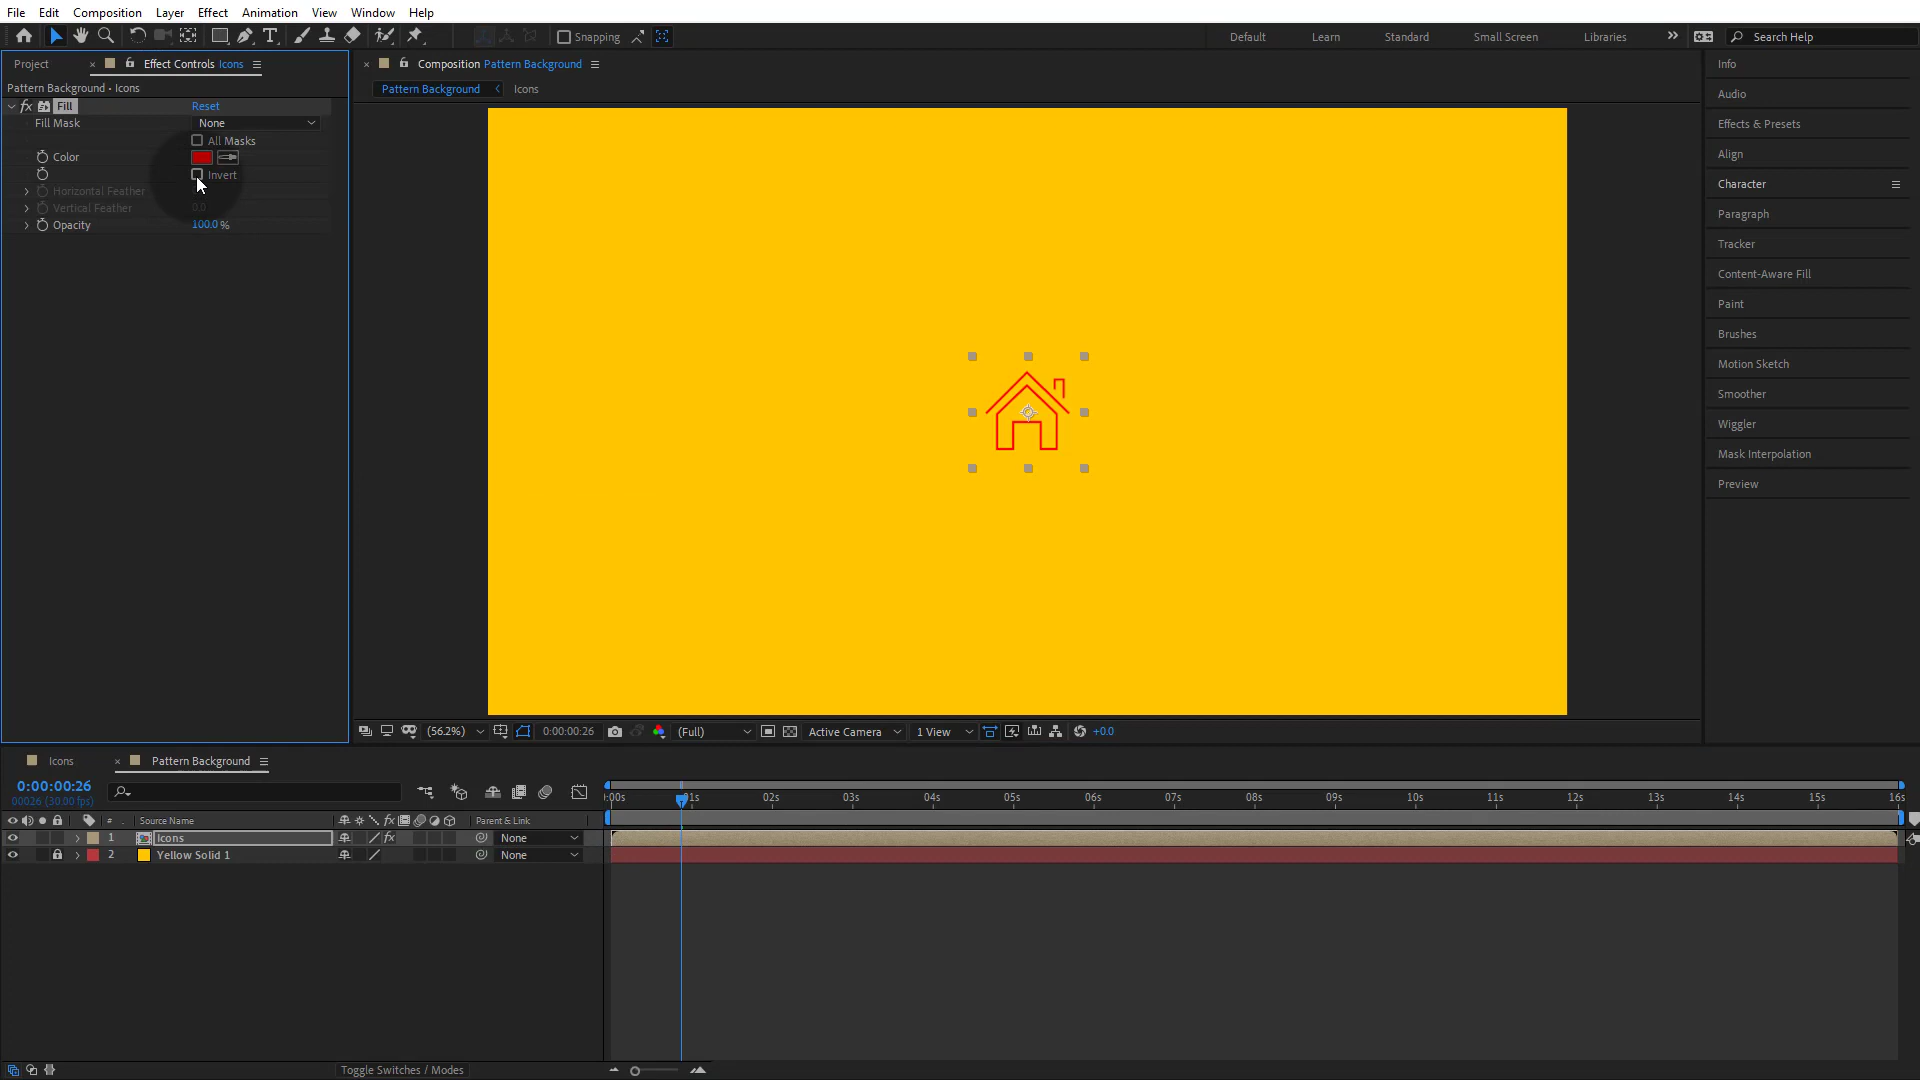 File Edit Composition Layer Effect Animation View Window Help
Snapping Default Learn Standard Small Screen Libraries Search Help
Project Effect Controls Icons
Pattern Background • Icons
fx Fill Reset
Fill Mask None
All Masks
Color
Invert
Horizontal Feather
Vertical Feather 0.0
Opacity 100.0 %
Composition Pattern Background
Pattern Background Icons
(56.2%) 0:00:00:26 (Full) Active Camera 1 View +0.0
Info
Audio
Effects & Presets
Align
Character
Paragraph
Tracker
Content-Aware Fill
Paint
Brushes
Motion Sketch
Smoother
Wiggler
Mask Interpolation
Preview
Icons Pattern Background
0:00:00:26
00026 (30.00 fps)
:00s 01s 02s 03s 04s 05s 06s 07s 08s 09s 10s 11s 12s 13s 14s 15s 16s
# Source Name fx Parent & Link
1 Icons fx None
2 Yellow Solid 1 None
Toggle Switches / Modes